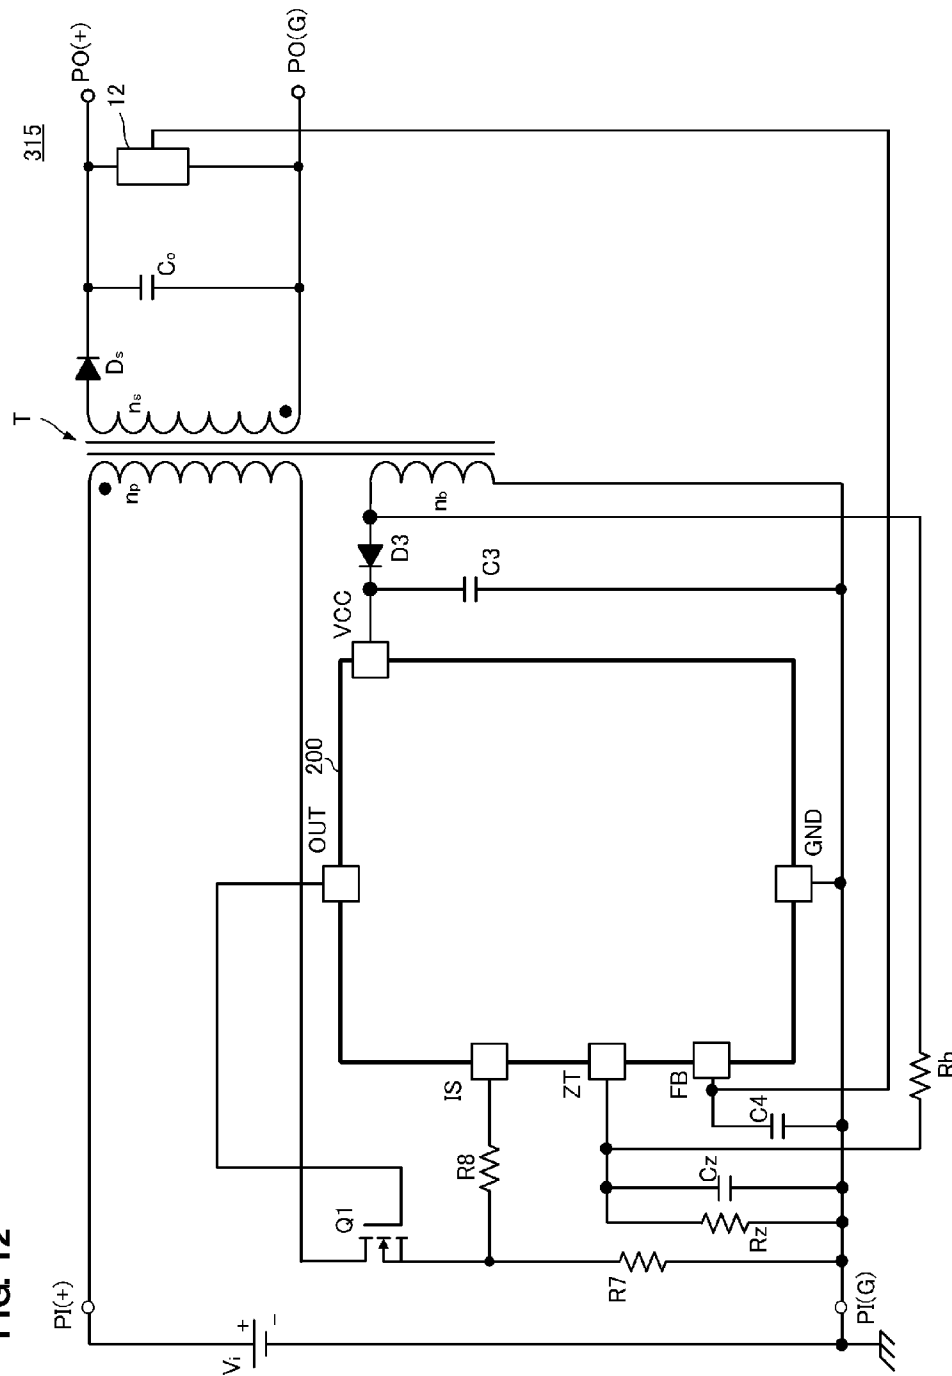 FIG. 12
315
PO(+)
12
PO(G)
Co
Ds
T
ns
np
nb
D3
C3
VCC
200
OUT
GND
IS
ZT
FB
C4
Rb
R8
Cz
Rz
Q1
R7
PI(+)
PI(G)
Vi
+
-